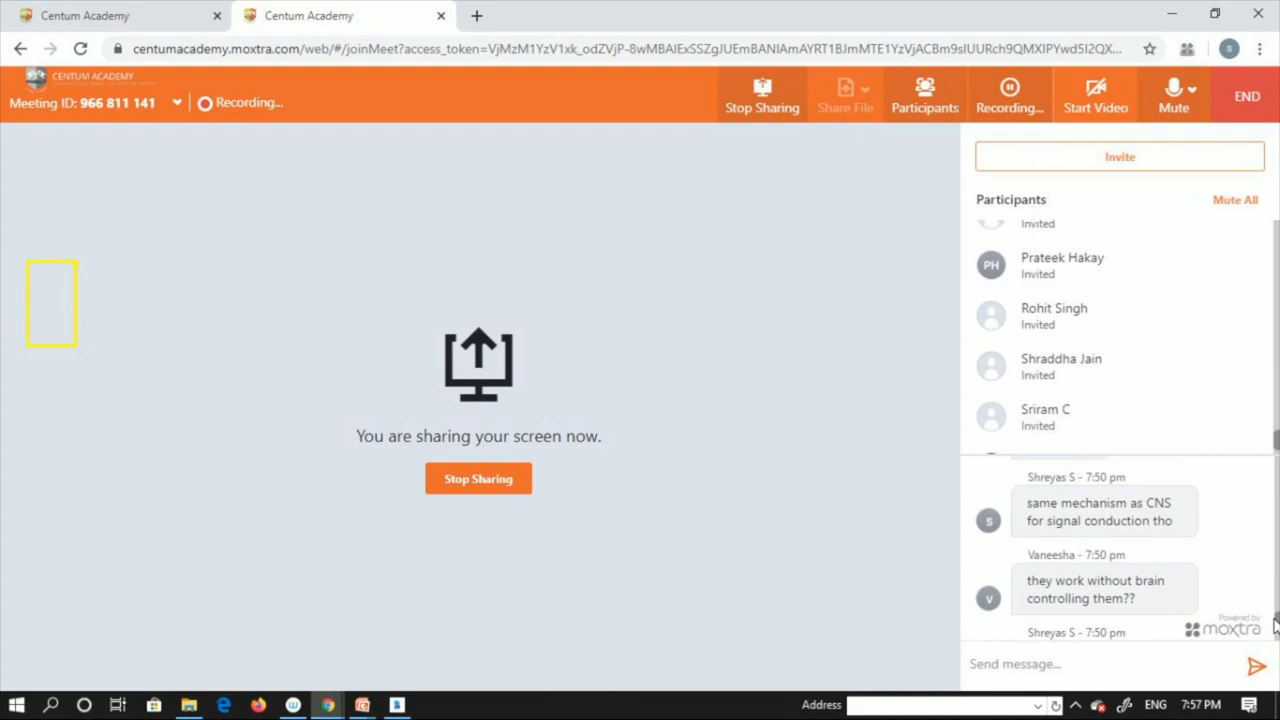 Centum Academy
Centum Academy
centumacademy.moxtra.com/web/#/joinMeet?access_token=VjMzM1YzV1xk_odZVjP-8wMBAIExSSZgJUEmBANIAmAYRT1BJmMTE1YzVjACBm9slUURch9QMXIPYwd5I2QX...
S
CENTUM ACADEMY
Meeting ID: 966 811 141
Recording...
Stop Sharing
Share File
Participants
Recording...
Start Video
Mute
END
Invite
Participants
Mute All
Invited
PH
Prateek Hakay
Invited
Rohit Singh
Invited
Shraddha Jain
Invited
Sriram C
Invited
You are sharing your screen now.
Stop Sharing
Shreyas S - 7:50 pm
S
same mechanism as CNS
for signal conduction tho
Vaneesha - 7:50 pm
V
they work without brain
controlling them??
Shreyas S - 7:50 pm
Powered by
moxtra
Send message...
Address
ENG
7:57 PM